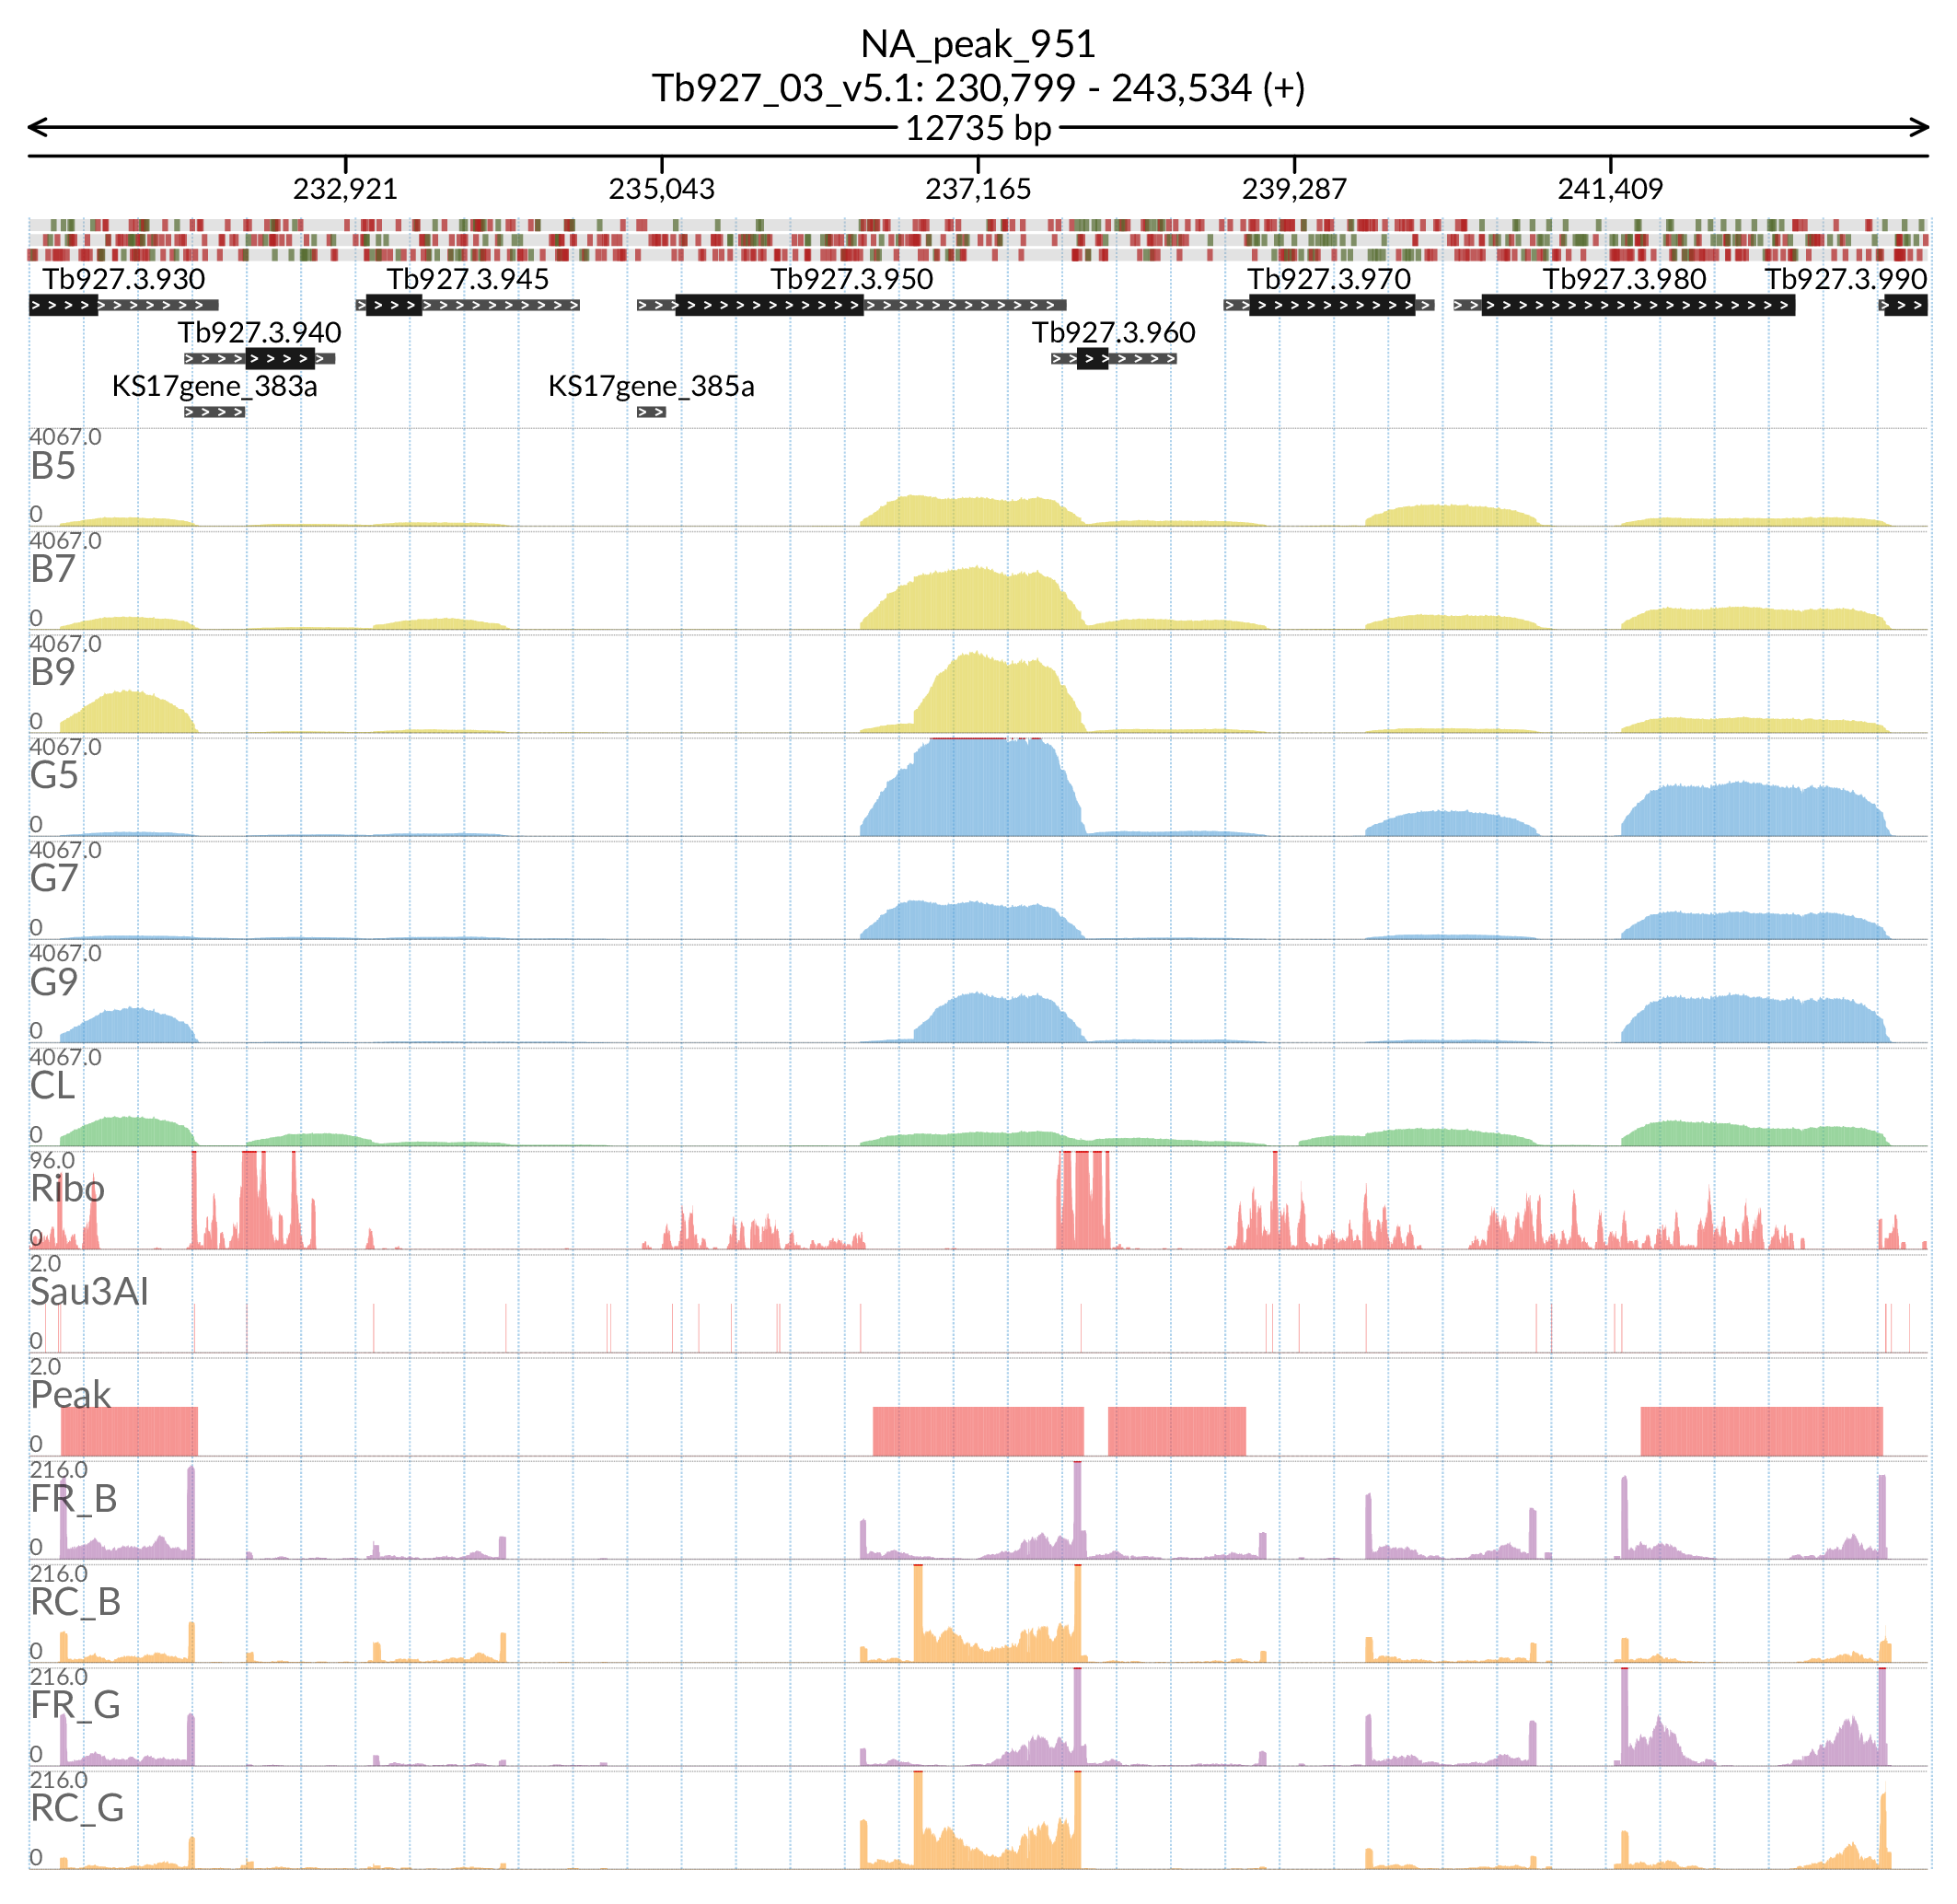 NA_peak_951
Tb927_03_v5.1: 230,799 - 243,534 (+)
12735 bp
232,921 235,043 237,165 239,287 241,409
Tb927.3.930 Tb927.3.945 Tb927.3.950 Tb927.3.970 Tb927.3.980 Tb927.3.990
Tb927.3.940 Tb927.3.960
KS17gene_383a KS17gene_385a
4067.0
B5
0
4067.0
B7
0
4067.0
B9
0
4067.0
G5
0
4067.0
G7
0
4067.0
G9
0
4067.0
CL
0
96.0
Ribo
0
2.0
Sau3AI
0
2.0
Peak
0
216.0
FR_B
0
216.0
RC_B
0
216.0
FR_G
0
216.0
RC_G
0